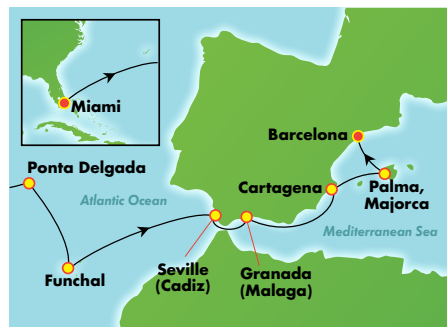 Miami
Barcelona
Ponta Delgada
Cartagena
Palma,
Majorca
Atlantic Ocean
Mediterranean Sea
Seville
(Cadiz)
Granada
(Malaga)
Funchal